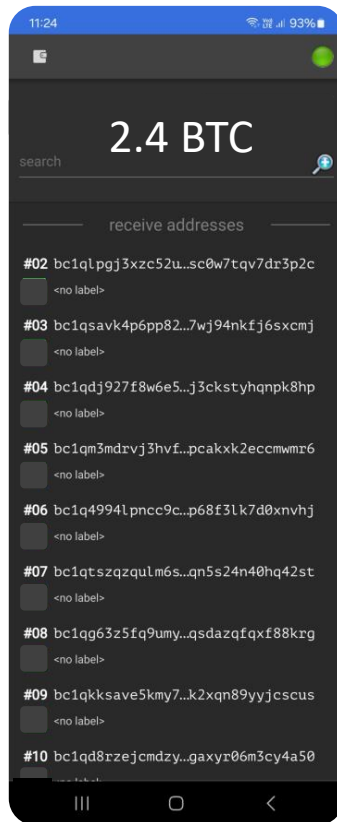 11:24 93%
2.4 BTC
search
receive addresses
#02 bc1qlpgj3xzc52u...sc0w7tqv7dr3p2c
<no label>
#03 bc1qsavk4p6pp82...7wj94nkfj6sxcmj
<no label>
#04 bc1qdj927f8w6e5...j3ckstyhqnpk8hp
<no label>
#05 bc1qm3mdrvj3hvf...pcakxk2eccmwmr6
<no label>
#06 bc1q4994lpncc9c...p68f3lk7d0xnvhj
<no label>
#07 bc1qtszqzqulm6s...qn5s24n40hq42st
<no label>
#08 bc1qg63z5fq9umy...qsdazqfqxf88krg
<no label>
#09 bc1qkksave5kmy7...k2xqn89yyjcscus
<no label>
#10 bc1qd8rzejcmdzy...gaxyr06m3cy4a50